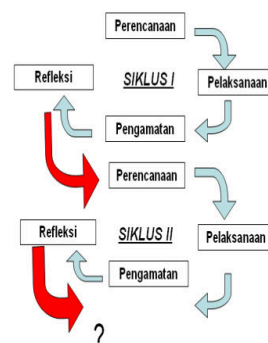 Perencanaan
Refleksi
SIKLUS I
Pelaksanaan
Pengamatan
Perencanaan
Refleksi
SIKLUS II
Pelaksanaan
Pengamatan
?